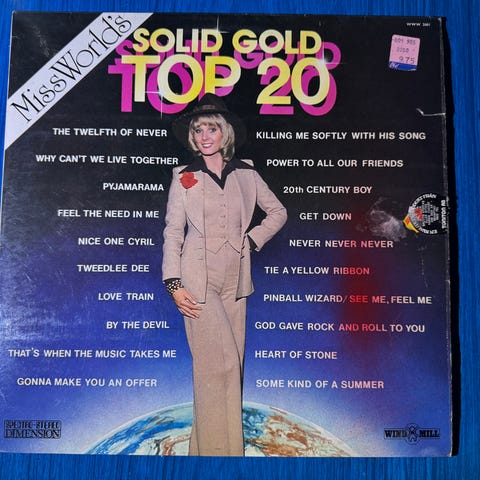 Miss World's
SOLID GOLD
TOP 20
WWW 2001
9.75
THE TWELFTH OF NEVER
WHY CAN'T WE LIVE TOGETHER
PYJAMARAMA
FEEL THE NEED IN ME
NICE ONE CYRIL
TWEEDLEE DEE
LOVE TRAIN
BY THE DEVIL
THAT'S WHEN THE MUSIC TAKES ME
GONNA MAKE YOU AN OFFER
KILLING ME SOFTLY WITH HIS SONG
POWER TO ALL OUR FRIENDS
20th CENTURY BOY
GET DOWN
NEVER NEVER NEVER
TIE A YELLOW RIBBON
PINBALL WIZARD/SEE ME, FEEL ME
GOD GAVE ROCK AND ROLL TO YOU
HEART OF STONE
SOME KIND OF A SUMMER
DIMENSION
WIND MILL